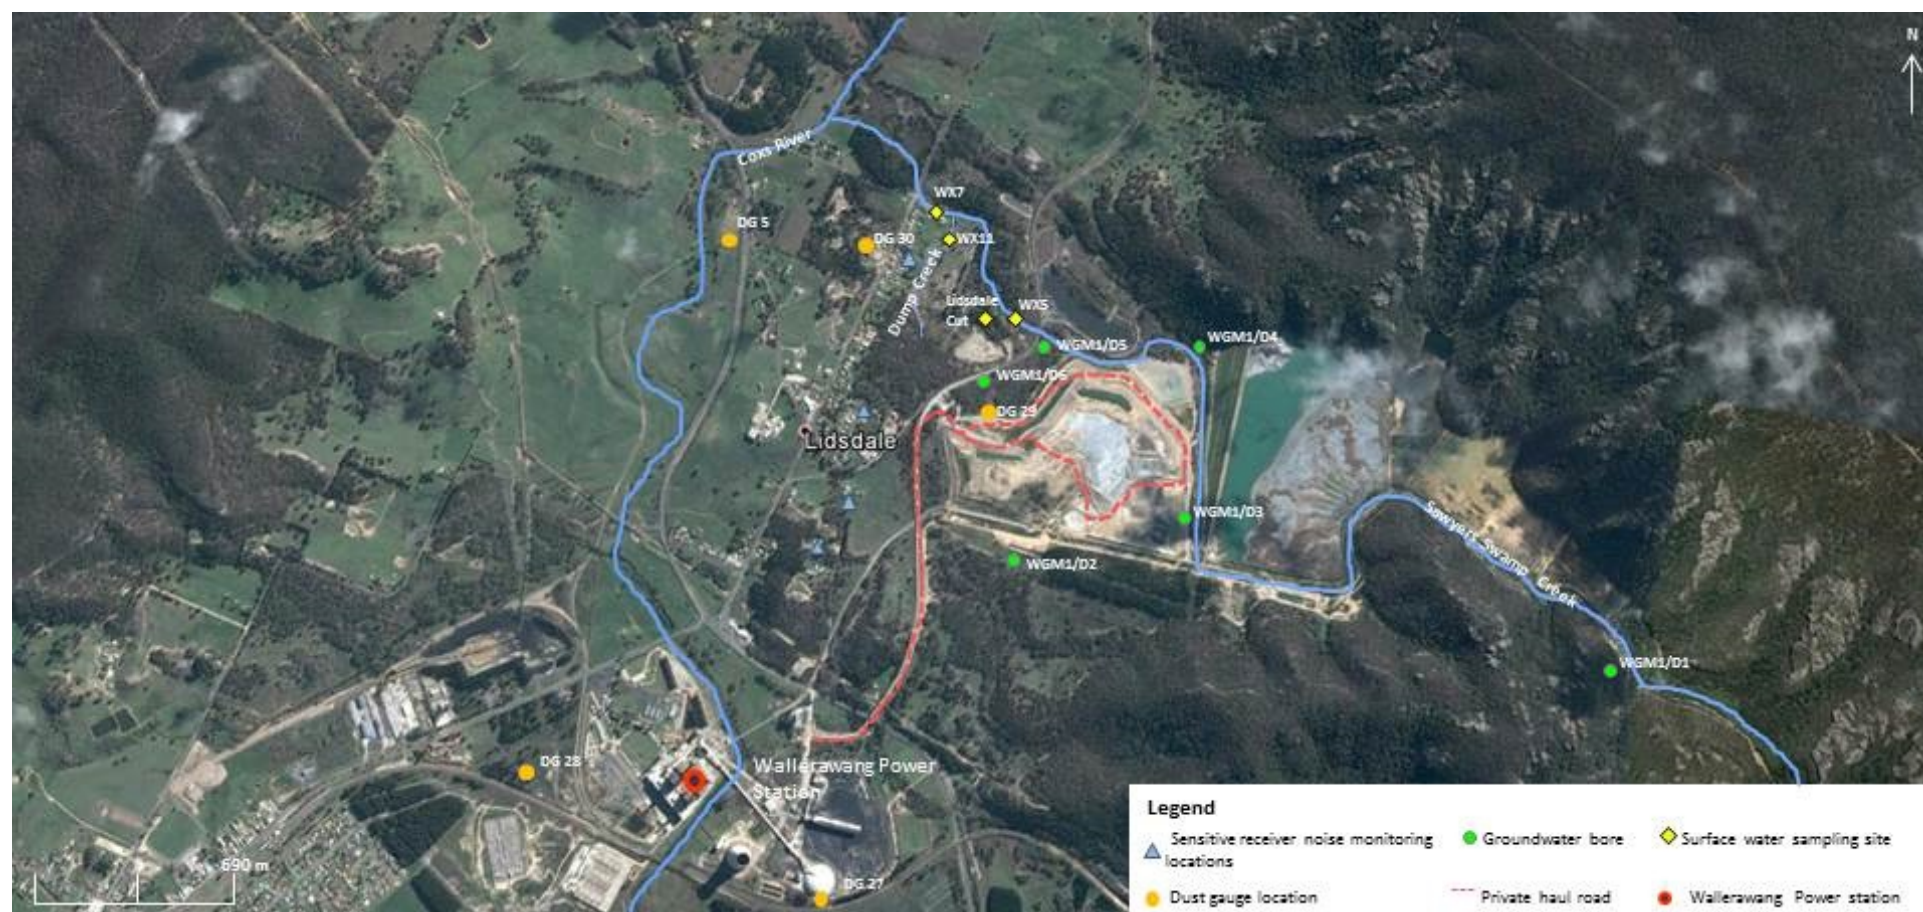 N
Coxs River
WX7
DG 5
DG 30
WX11
Dump Creek
Lidsdale
Cut
WX5
WGM1/D5
WGM1/D4
WGM1/D6
DG 29
Lidsdale
WGM1/D3
Sawyers Swamp Creek
WGM1/D2
WGM1/D1
DG 28
Wallerawang Power
Station
690 m
DG 27
Legend
Sensitive receiver noise monitoring
locations
Groundwater bore
Surface water sampling site
Dust gauge location
Private haul road
Wallerawang Power station